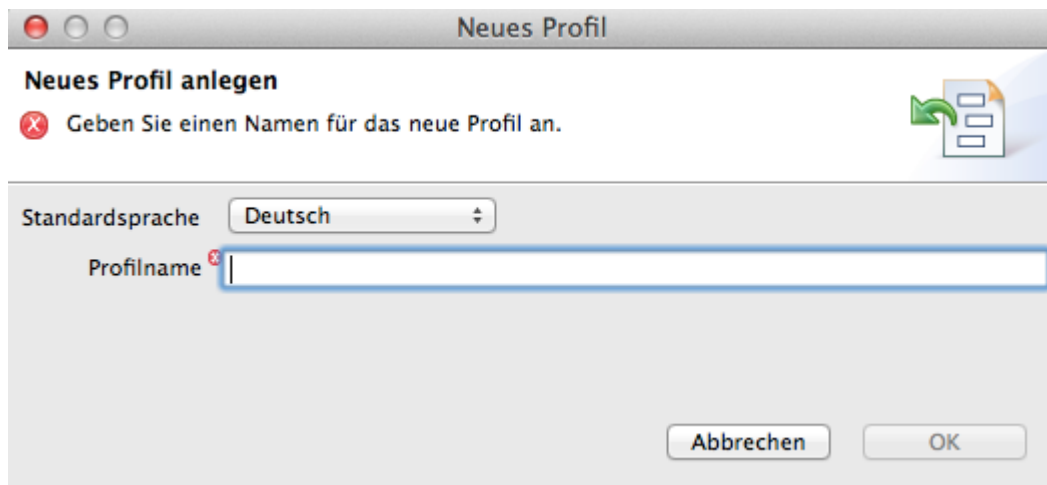 Neues Profil
Neues Profil anlegen
Geben Sie einen Namen für das neue Profil an.
Standardsprache Deutsch
Profilname
Abbrechen OK